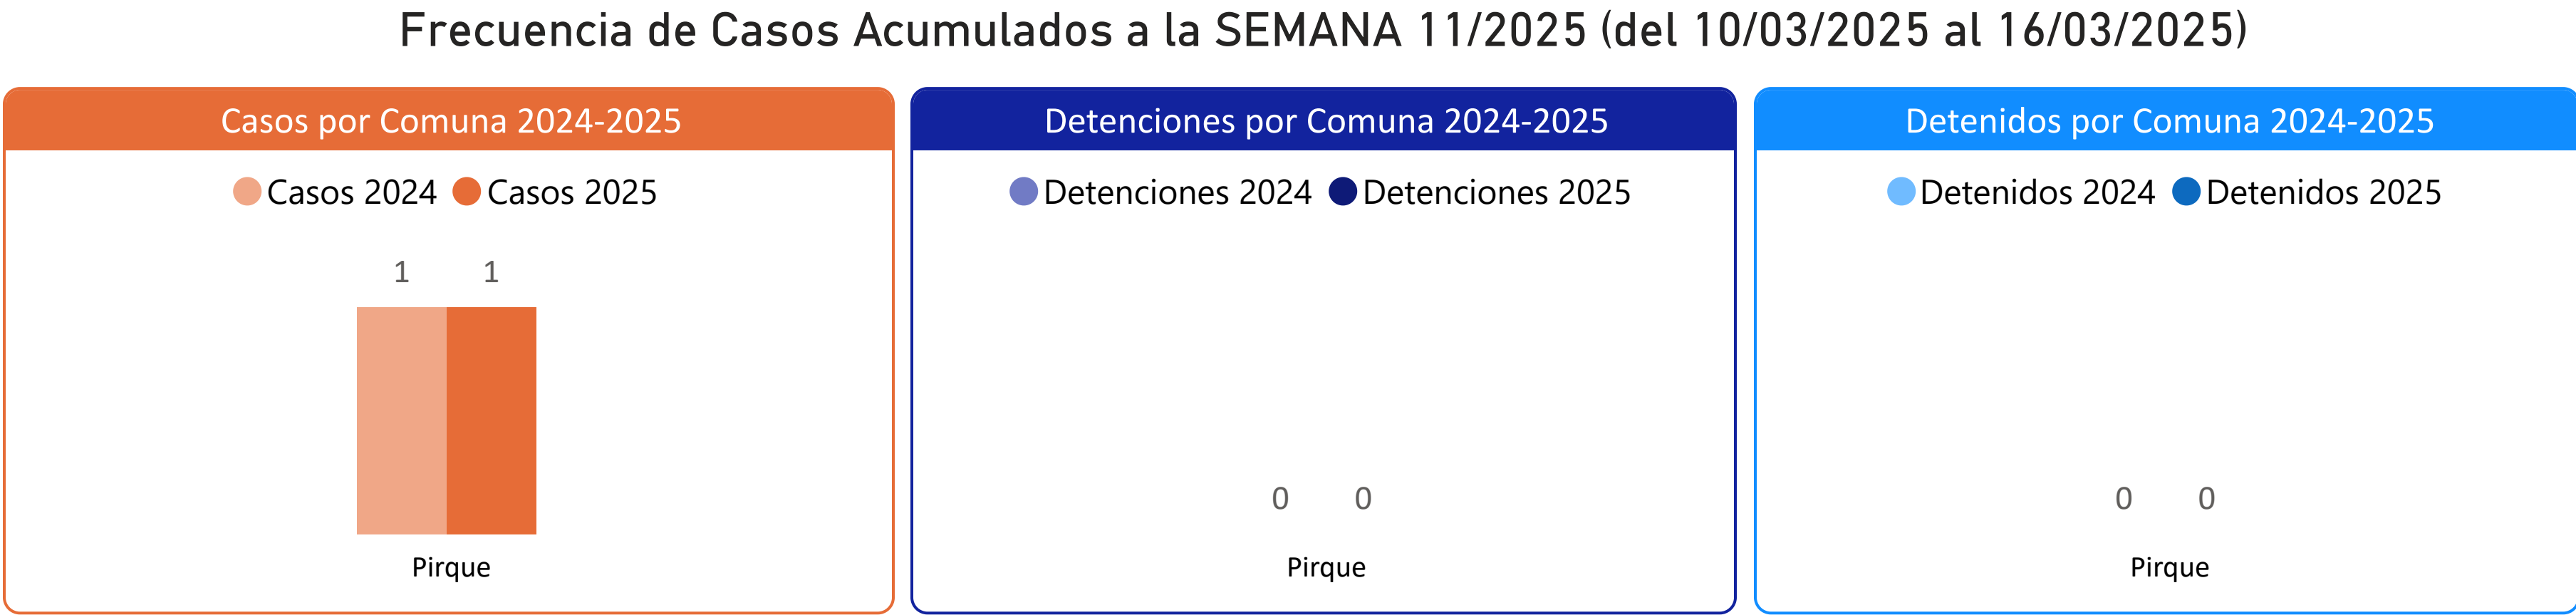 Frecuencia de Casos Acumulados a la SEMANA 11/2025 (del 10/03/2025 al 16/03/2025)
Casos por Comuna 2024-2025
Casos 2024 Casos 2025
1 1
Pirque
Detenciones por Comuna 2024-2025
Detenciones 2024 Detenciones 2025
0 0
Pirque
Detenidos por Comuna 2024-2025
Detenidos 2024 Detenidos 2025
0 0
Pirque